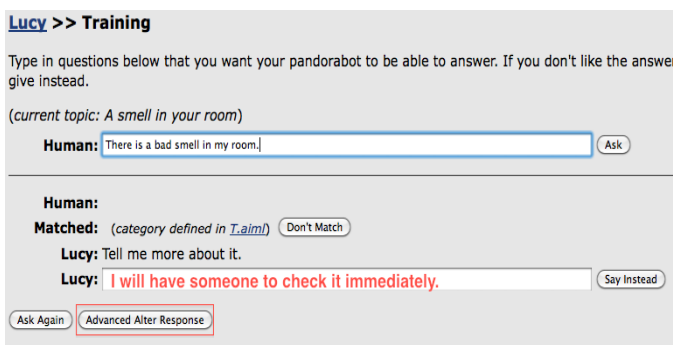 Lucy >> Training
Type in questions below that you want your pandorabot to be able to answer. If you don't like the answer
give instead.
(current topic: A smell in your room)
Human: There is a bad smell in my room. Ask
Human:
Matched: (category defined in T.aiml) Don't Match
Lucy: Tell me more about it.
Lucy: I will have someone to check it immediately. Say Instead
Ask Again Advanced Alter Response